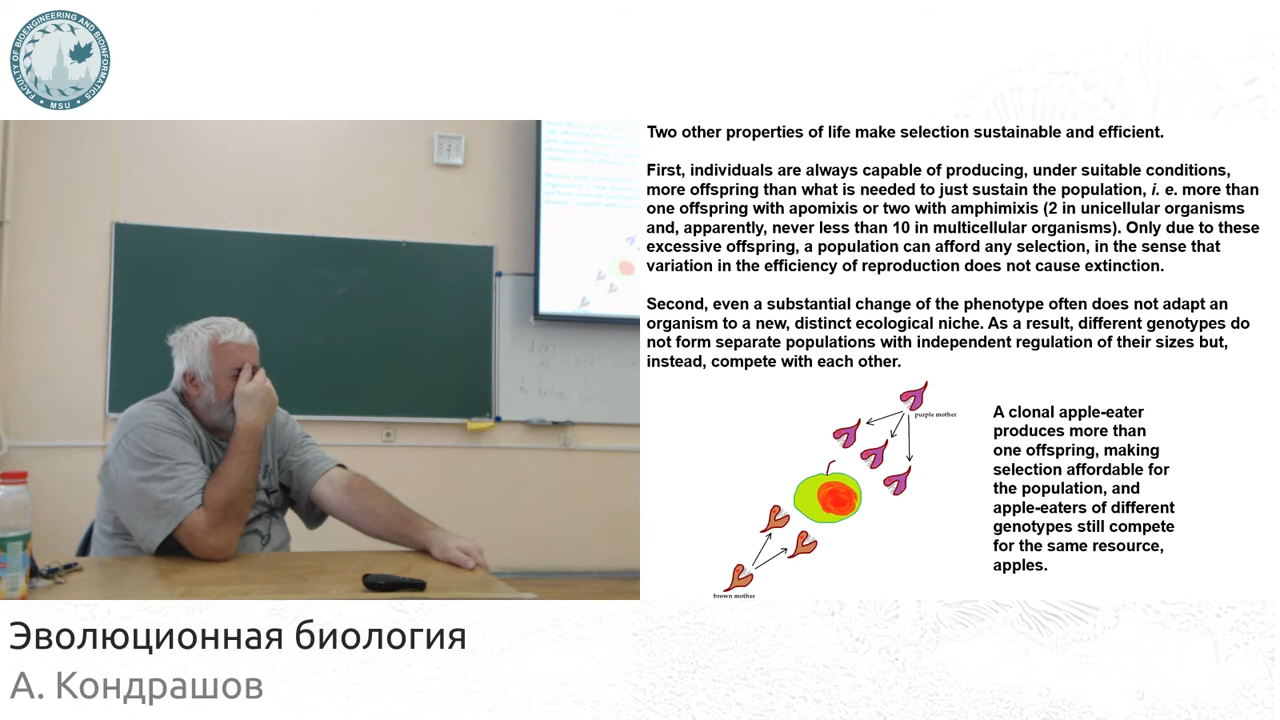 FACULTY OF BIOENGINEERING AND BIOINFORMATICS
• MSU •
Two other properties of life make selection sustainable and efficient.
First, individuals are always capable of producing, under suitable conditions,
more offspring than what is needed to just sustain the population, i. e. more than
one offspring with apomixis or two with amphimixis (2 in unicellular organisms
and, apparently, never less than 10 in multicellular organisms). Only due to these
excessive offspring, a population can afford any selection, in the sense that
variation in the efficiency of reproduction does not cause extinction.
Second, even a substantial change of the phenotype often does not adapt an
organism to a new, distinct ecological niche. As a result, different genotypes do
not form separate populations with independent regulation of their sizes but,
instead, compete with each other.
purple mother
brown mother
A clonal apple-eater
produces more than
one offspring, making
selection affordable for
the population, and
apple-eaters of different
genotypes still compete
for the same resource,
apples.
Эволюционная биология
А. Кондрашов